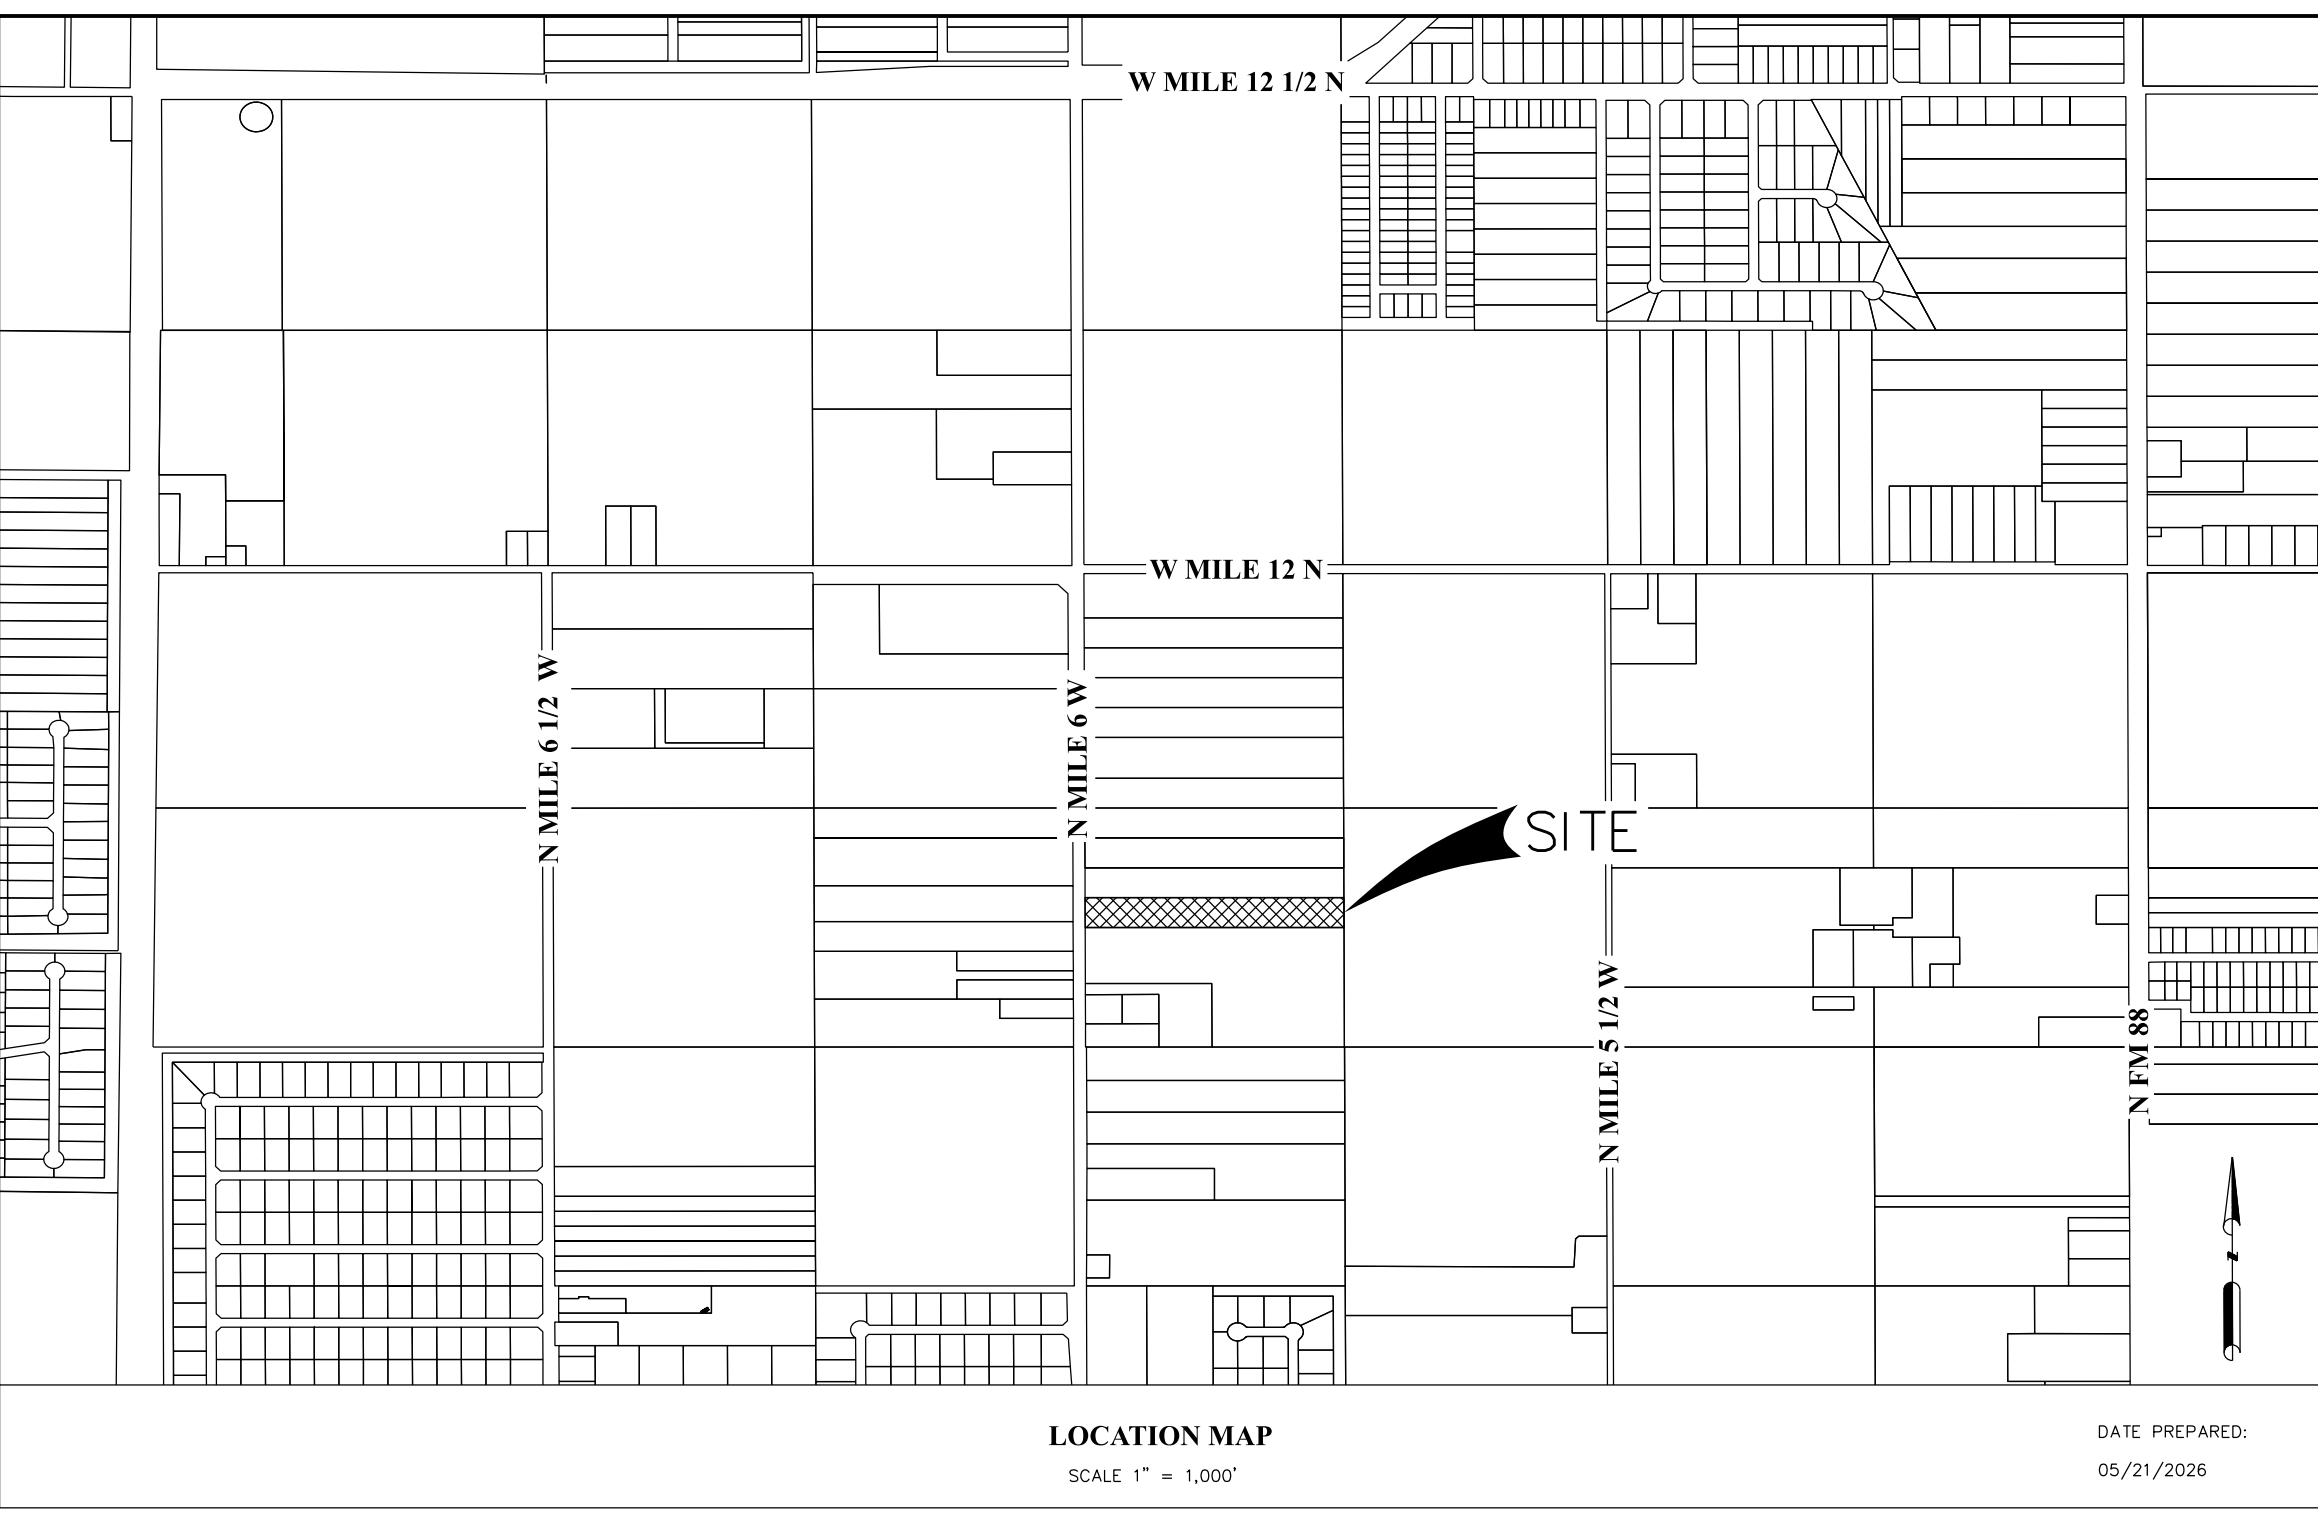 W MILE 12 1/2 N
W MILE 12 N
N MILE 6 1/2 W
N MILE 6 W
SITE
N MILE 5 1/2 W
N FM 88
N
LOCATION MAP
SCALE 1" = 1,000'
DATE PREPARED:
05/21/2026